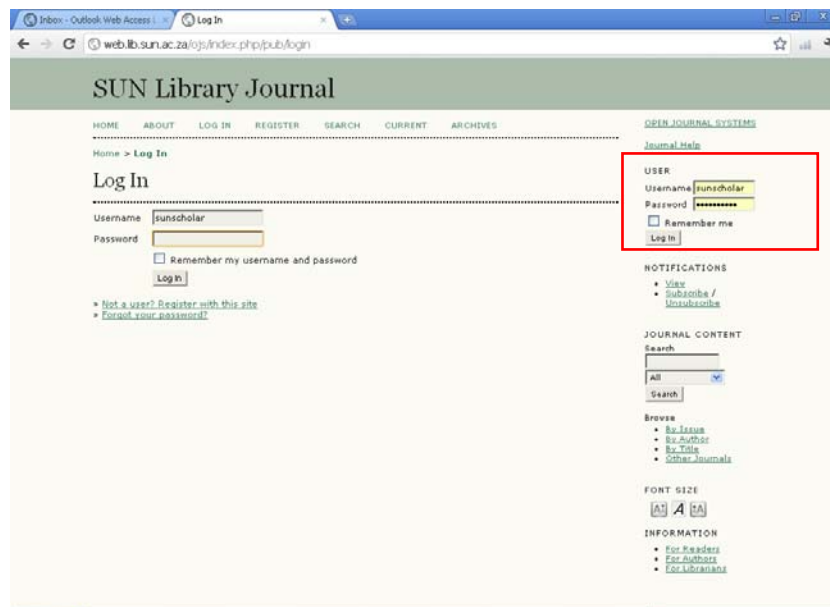 Inbox - Outlook Web Access L
Log In
web.lib.sun.ac.za/ojs/index.php/pub/login
SUN Library Journal
HOME ABOUT LOG IN REGISTER SEARCH CURRENT ARCHIVES
Home > Log In
Log In
Username sunscholar
Password
Remember my username and password
Log In
» Not a user? Register with this site
» Forgot your password?
OPEN JOURNAL SYSTEMS
Journal Help
USER
Username sunscholar
Password ••••••••••
Remember me
Log In
NOTIFICATIONS
• View
• Subscribe /
Unsubscribe
JOURNAL CONTENT
Search
All
Search
Browse
• By Issue
• By Author
• By Title
• Other Journals
FONT SIZE
A A A
INFORMATION
• For Readers
• For Authors
• For Librarians